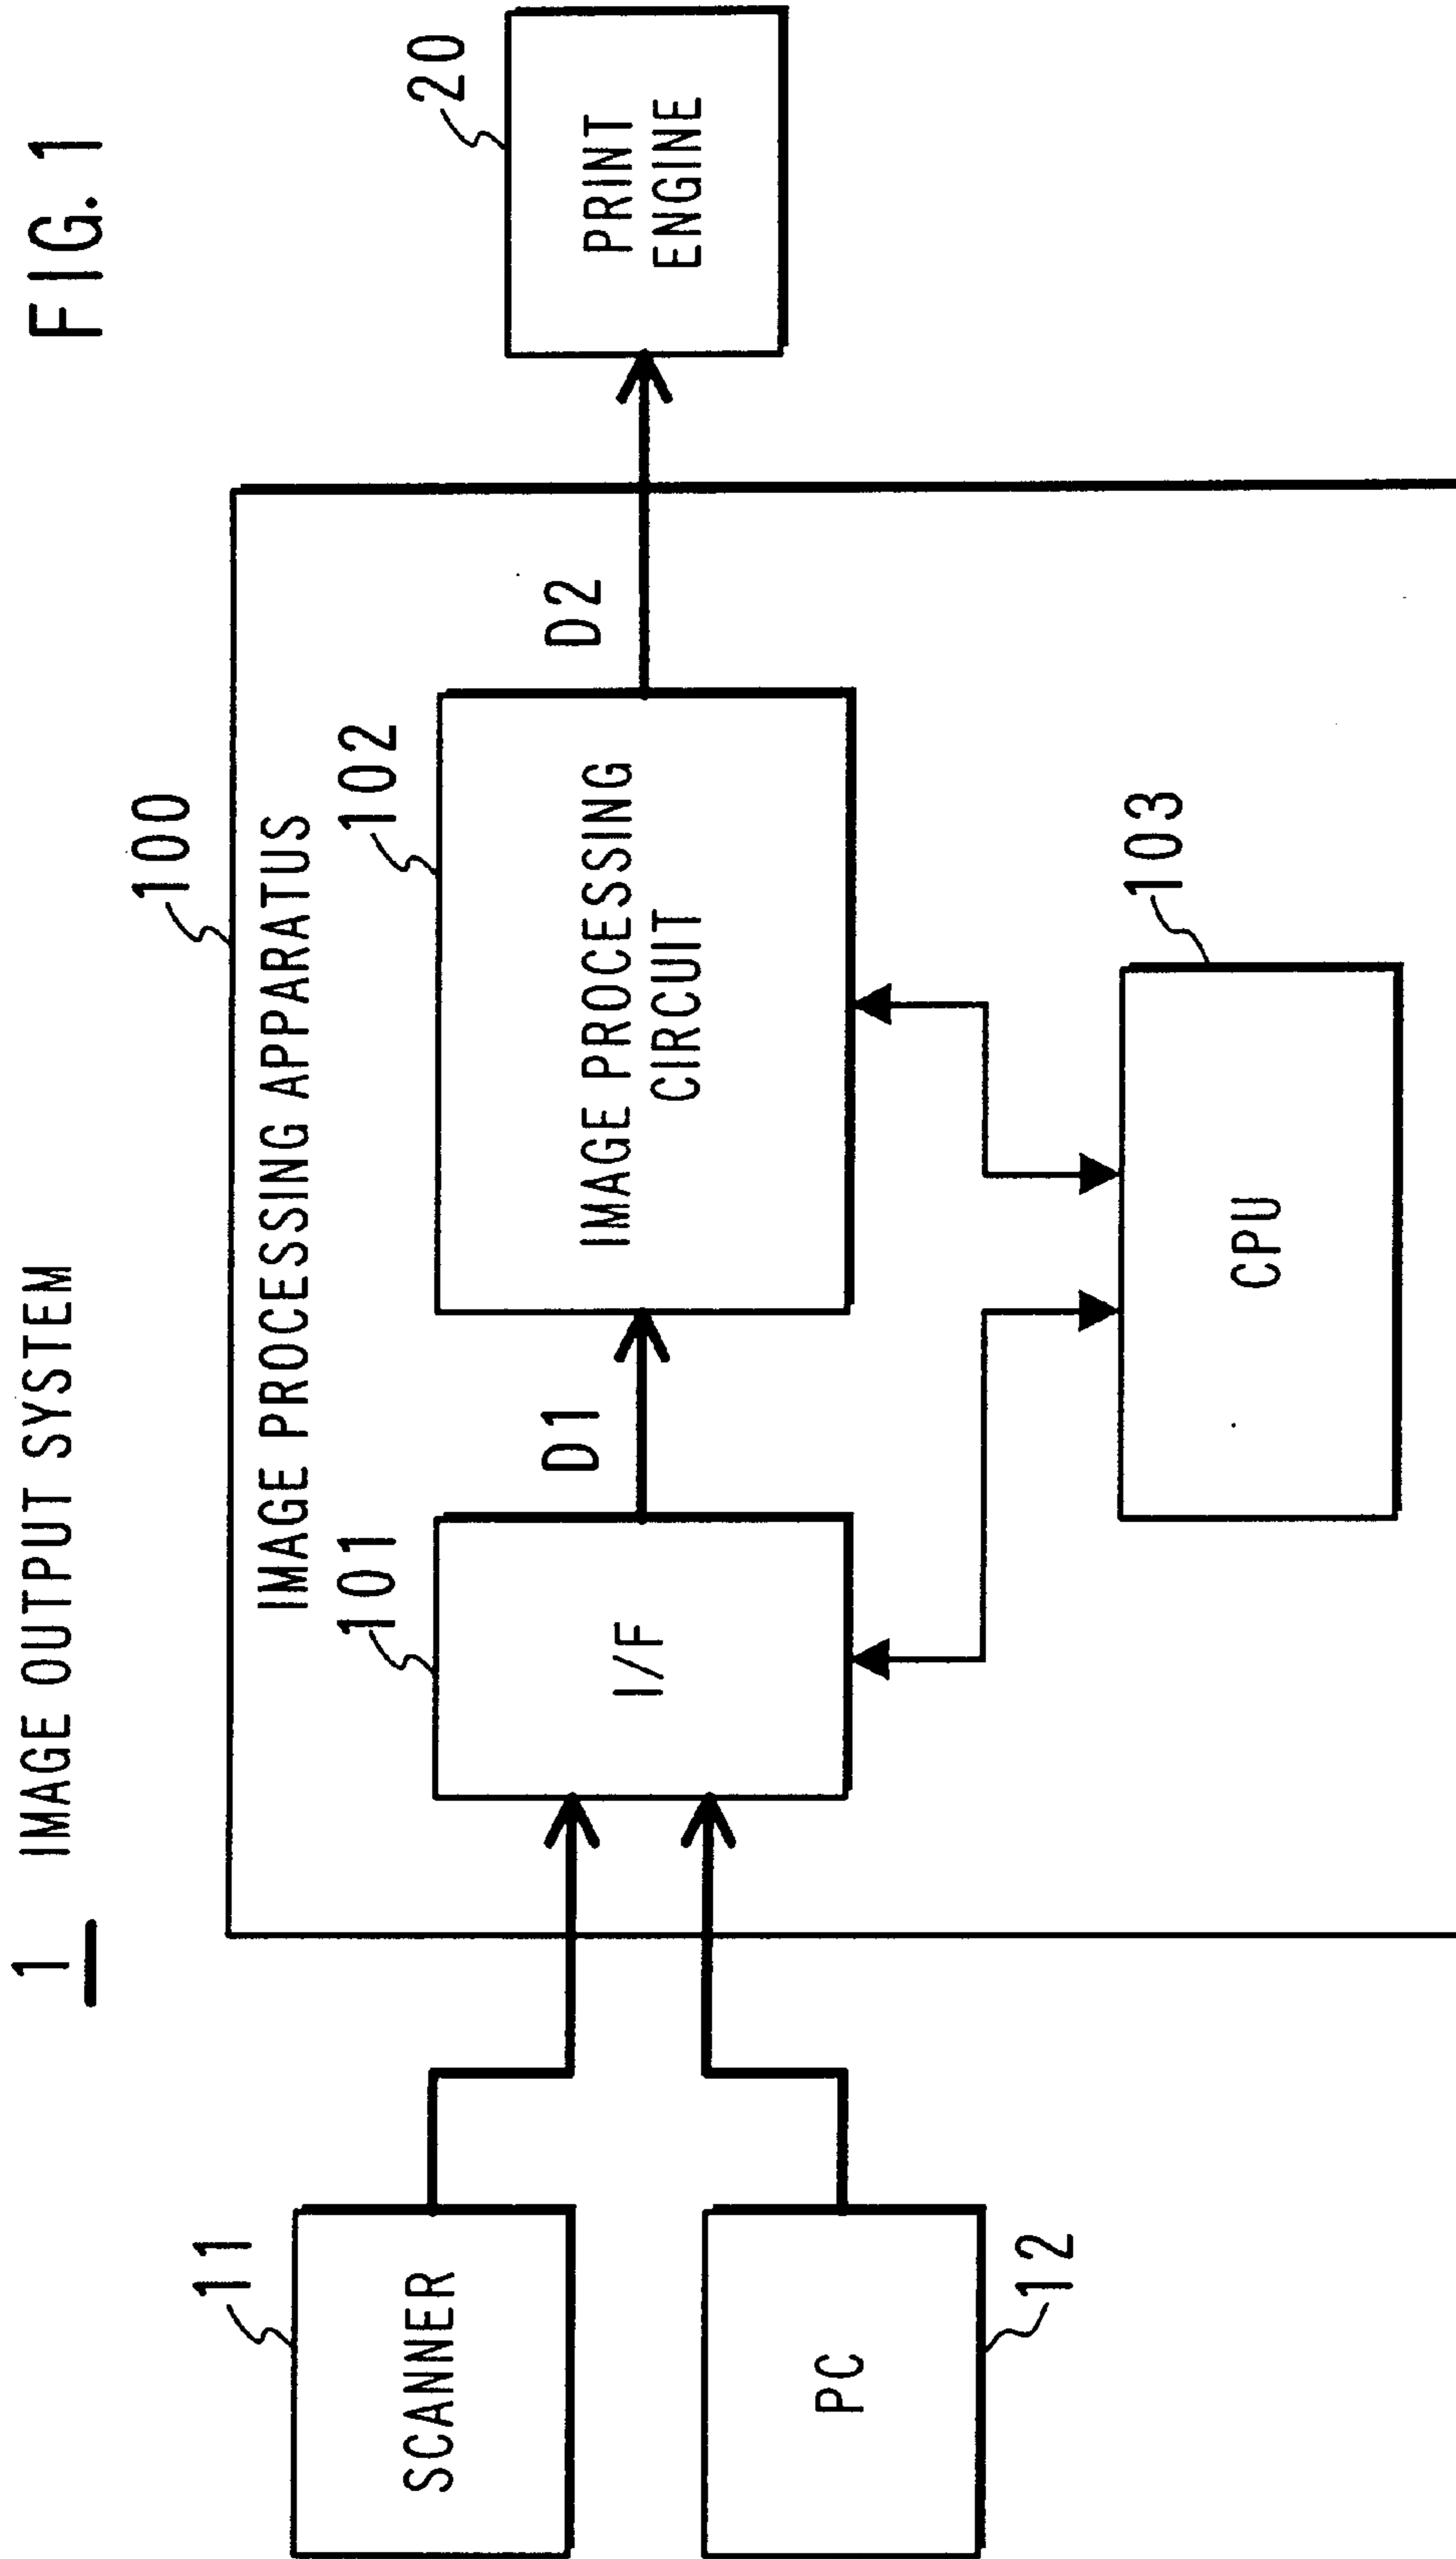 FIG. 1
1 IMAGE OUTPUT SYSTEM
100
IMAGE PROCESSING APPARATUS
11
SCANNER
12
PC
101
I/F
D1
102
IMAGE PROCESSING
CIRCUIT
D2
20
PRINT
ENGINE
103
CPU